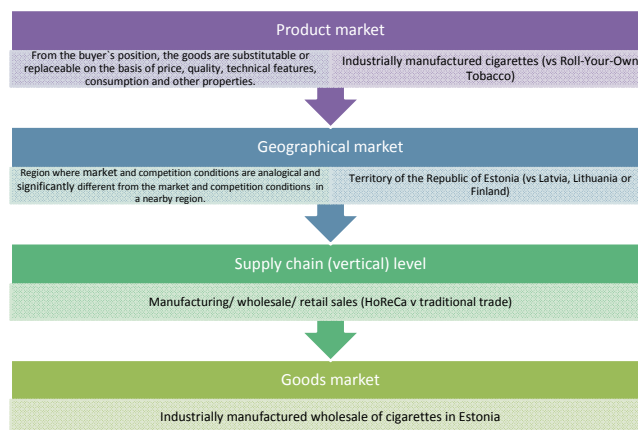 Product market
From the buyer`s position, the goods are substitutable or
replaceable on the basis of price, quality, technical features,
consumption and other properties.
Industrially manufactured cigarettes (vs Roll-Your-Own
Tobacco)
Geographical market
Region where market and competition conditions are analogical and
significantly different from the market and competition conditions in
a nearby region.
Territory of the Republic of Estonia (vs Latvia, Lithuania or
Finland)
Supply chain (vertical) level
Manufacturing/ wholesale/ retail sales (HoReCa v traditional trade)
Goods market
Industrially manufactured wholesale of cigarettes in Estonia